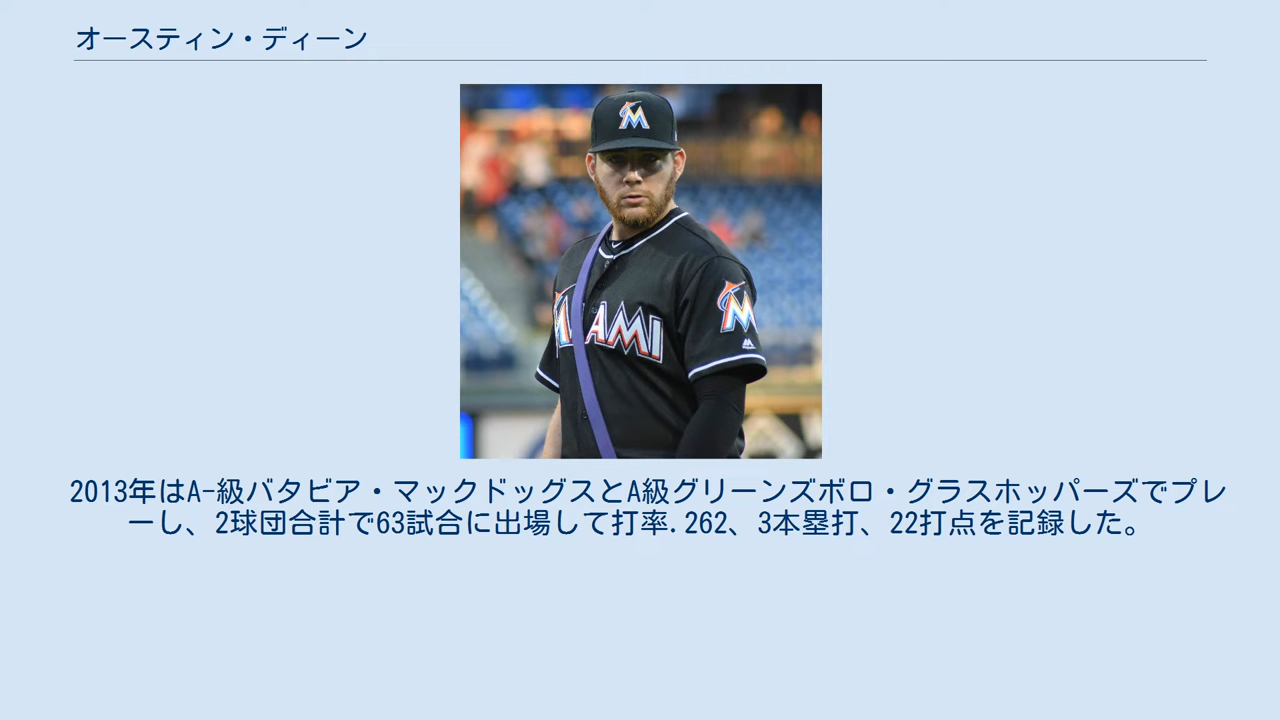 オースティン・ディーン
M
MIAMI
M
2013年はA-級バタビア・マックドッグスとA級グリーンズボロ・グラスホッパーズでプレ
ーし、2球団合計で63試合に出場して打率.262、3本塁打、22打点を記録した。